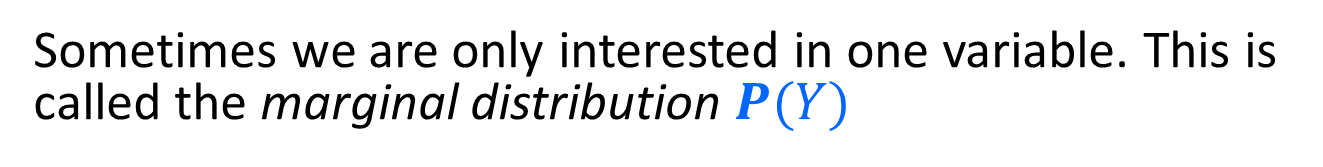 Sometimes we are only interested in one variable. This is
called the marginal distribution P(Y)